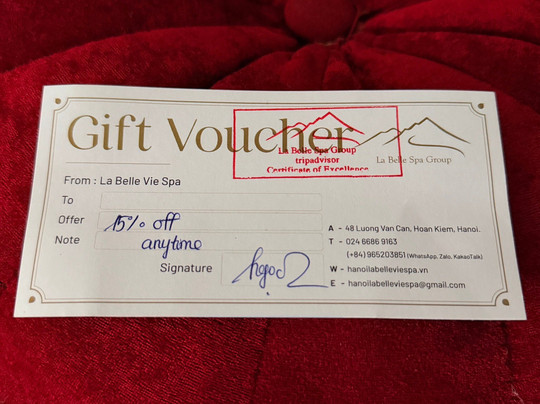 Gift Voucher
La Belle Spa Group
tripadvisor
Certificate of Excellence
La Belle Spa Group
From : La Belle Vie Spa
To
Offer 15% off
Note anytime
Signature
A - 48 Luong Van Can, Hoan Kiem, Hanoi.
T - 024 6686 9163
(+84) 965203851 (WhatsApp, Zalo, KakaoTalk)
W - hanoilabelleviespa.vn
E - hanoilabelleviespa@gmail.com